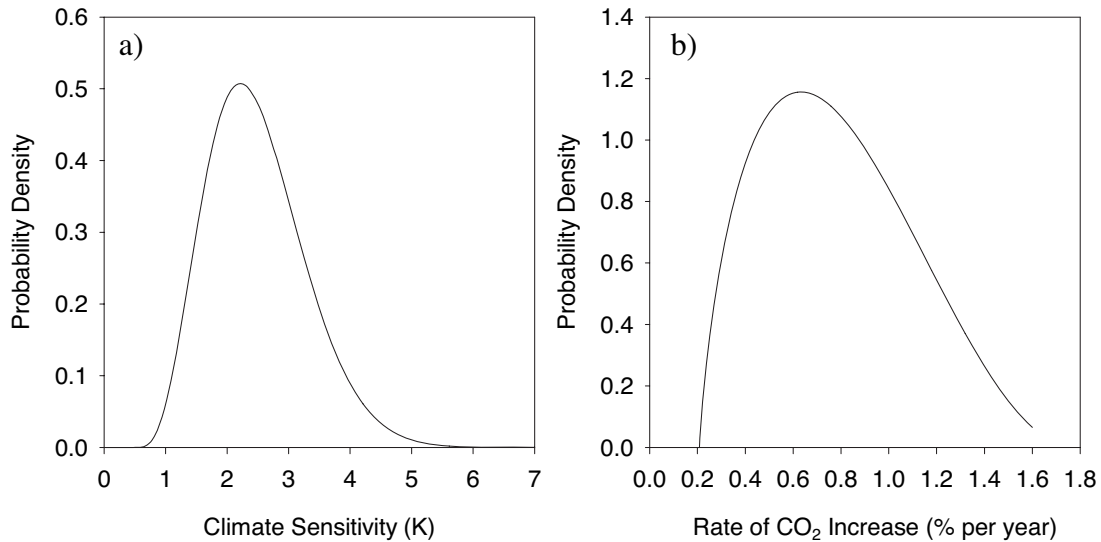 a)
Probability Density
0.6
0.5
0.4
0.3
0.2
0.1
0.0
0 1 2 3 4 5 6 7
Climate Sensitivity (K)
b)
Probability Density
1.4
1.2
1.0
0.8
0.6
0.4
0.2
0.0
0.0 0.2 0.4 0.6 0.8 1.0 1.2 1.4 1.6 1.8
Rate of CO₂ Increase (% per year)